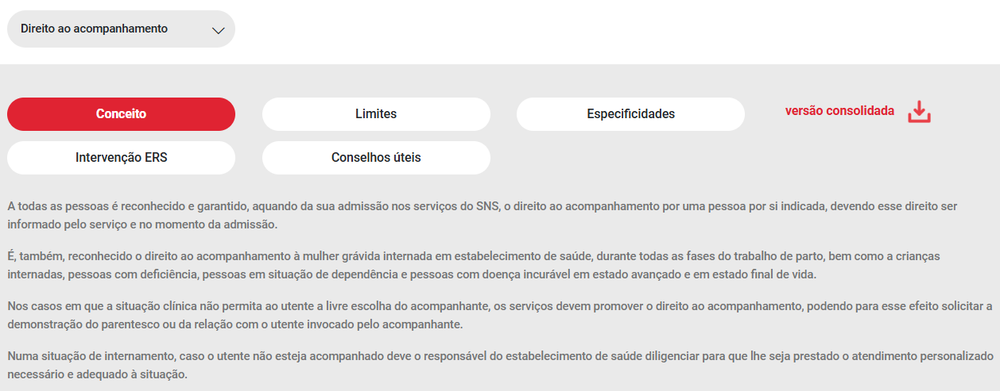 Direito ao acompanhamento
Conceito
Limites
Especificidades
versão consolidada
Intervenção ERS
Conselhos úteis
A todas as pessoas é reconhecido e garantido, aquando da sua admissão nos serviços do SNS, o direito ao acompanhamento por uma pessoa por si indicada, devendo esse direito ser
informado pelo serviço e no momento da admissão.
É, também, reconhecido o direito ao acompanhamento à mulher grávida internada em estabelecimento de saúde, durante todas as fases do trabalho de parto, bem como a crianças
internadas, pessoas com deficiência, pessoas em situação de dependência e pessoas com doença incurável em estado avançado e em estado final de vida.
Nos casos em que a situação clínica não permita ao utente a livre escolha do acompanhante, os serviços devem promover o direito ao acompanhamento, podendo para esse efeito solicitar a
demonstração do parentesco ou da relação com o utente invocado pelo acompanhante.
Numa situação de internamento, caso o utente não esteja acompanhado deve o responsável do estabelecimento de saúde diligenciar para que lhe seja prestado o atendimento personalizado
necessário e adequado à situação.